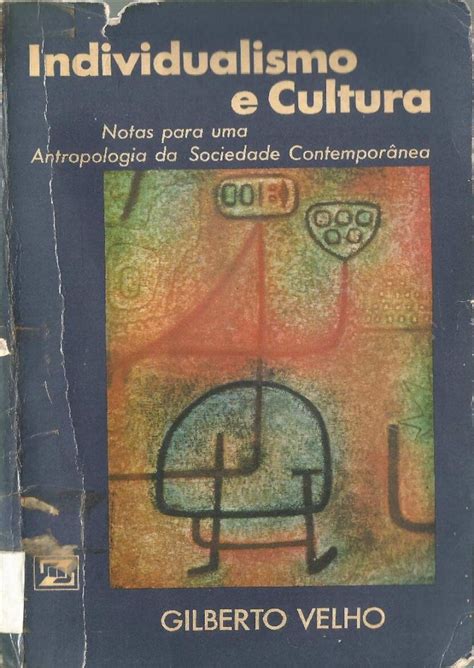 Individualismo
e Cultura
Notas para uma
Antropologia da Sociedade Contemporânea
GILBERTO VELHO